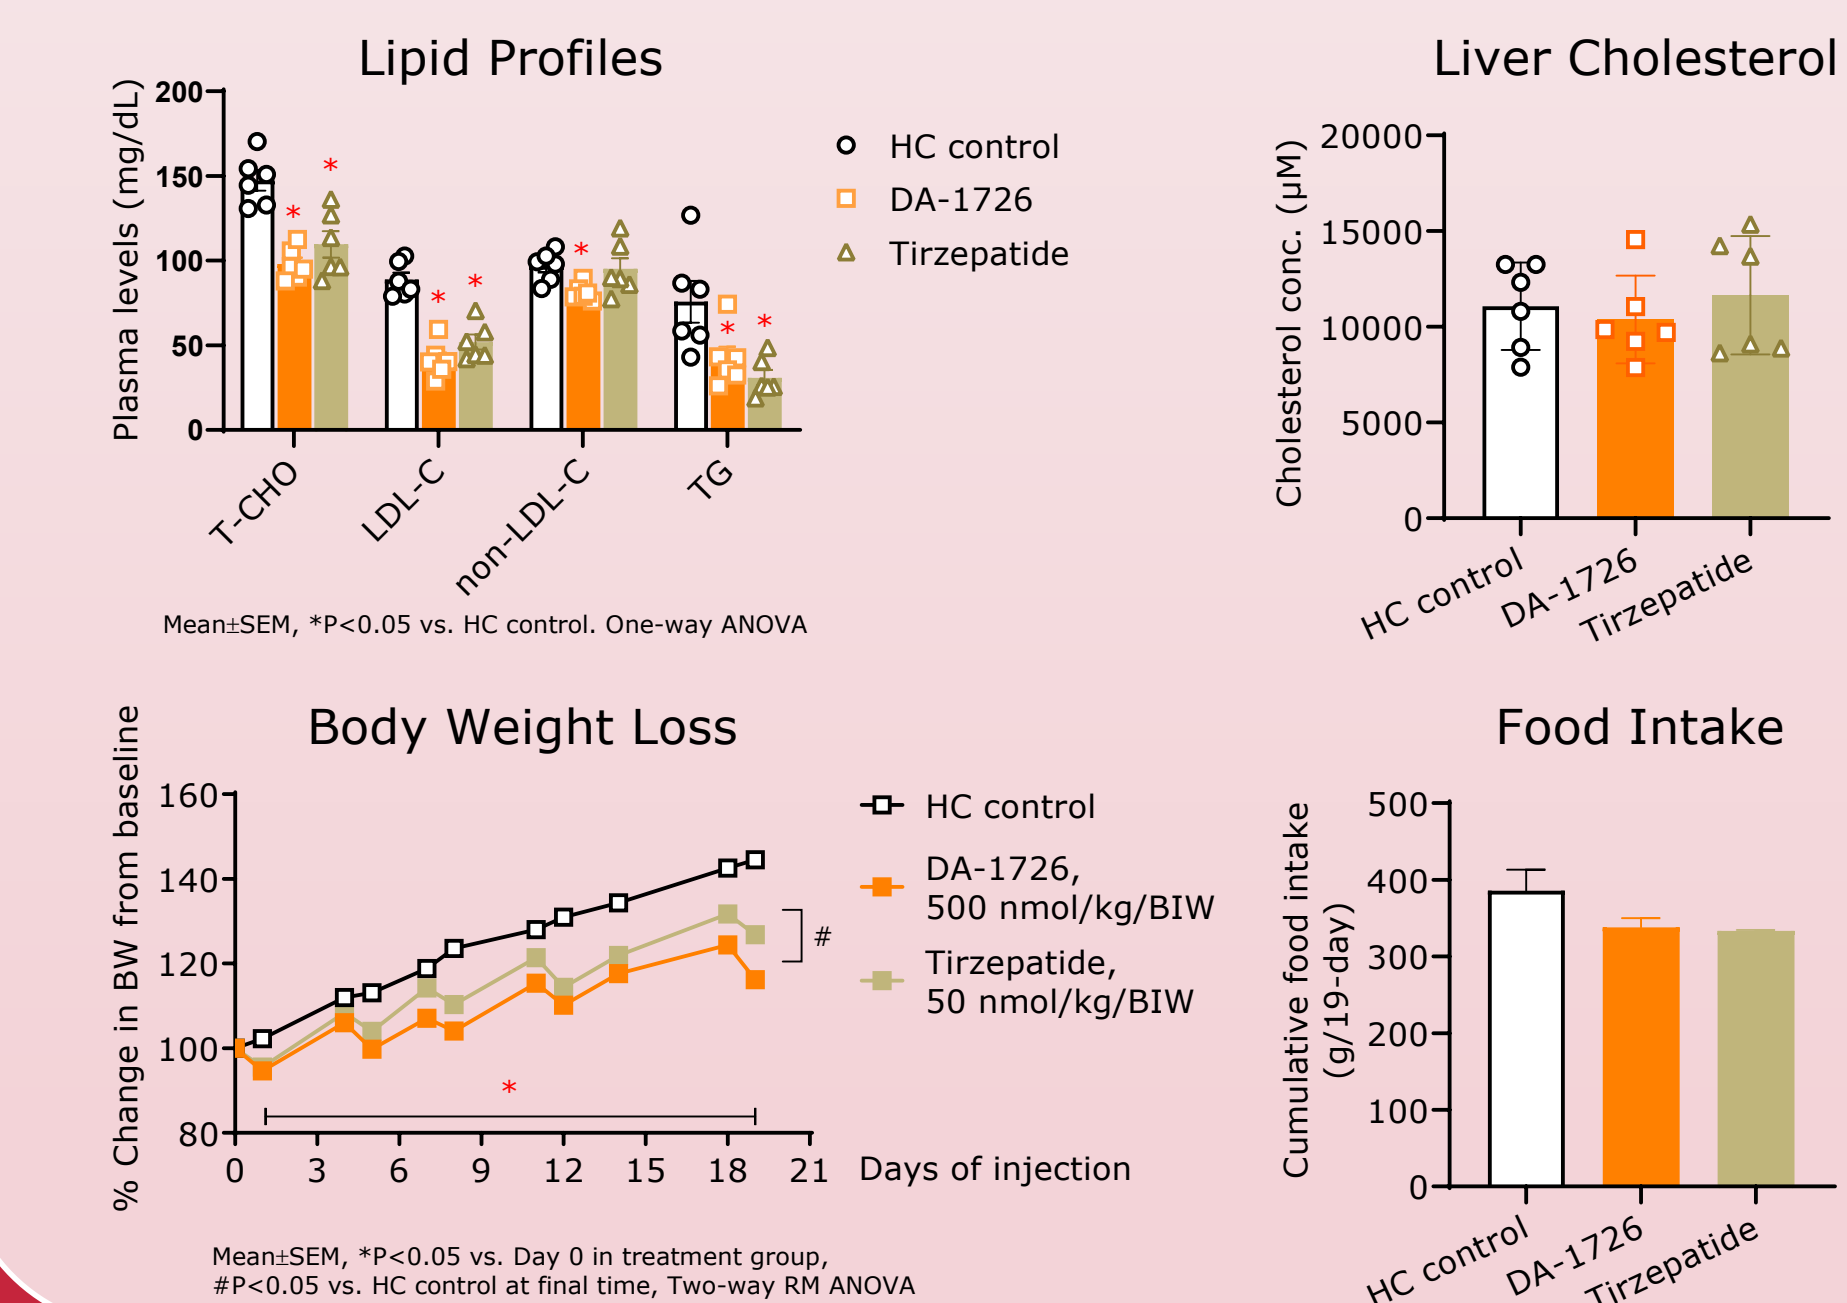 Lipid Profiles
Plasma levels (mg/dL)
200
150
100
50
0
*
*
*
*
*
*
*
T-CHO
LDL-C
non-LDL-C
TG
HC control
DA-1726
Tirzepatide
Mean±SEM, *P<0.05 vs. HC control. One-way ANOVA
Liver Cholesterol
Cholesterol conc. (μM)
20000
15000
10000
5000
0
HC control
DA-1726
Tirzepatide
Body Weight Loss
% Change in BW from baseline
160
140
120
100
80
*
#
0 3 6 9 12 15 18 21
Days of injection
HC control
DA-1726,
500 nmol/kg/BIW
Tirzepatide,
50 nmol/kg/BIW
Mean±SEM, *P<0.05 vs. Day 0 in treatment group,
#P<0.05 vs. HC control at final time, Two-way RM ANOVA
Food Intake
Cumulative food intake
(g/19-day)
500
400
300
200
100
0
HC control
DA-1726
Tirzepatide